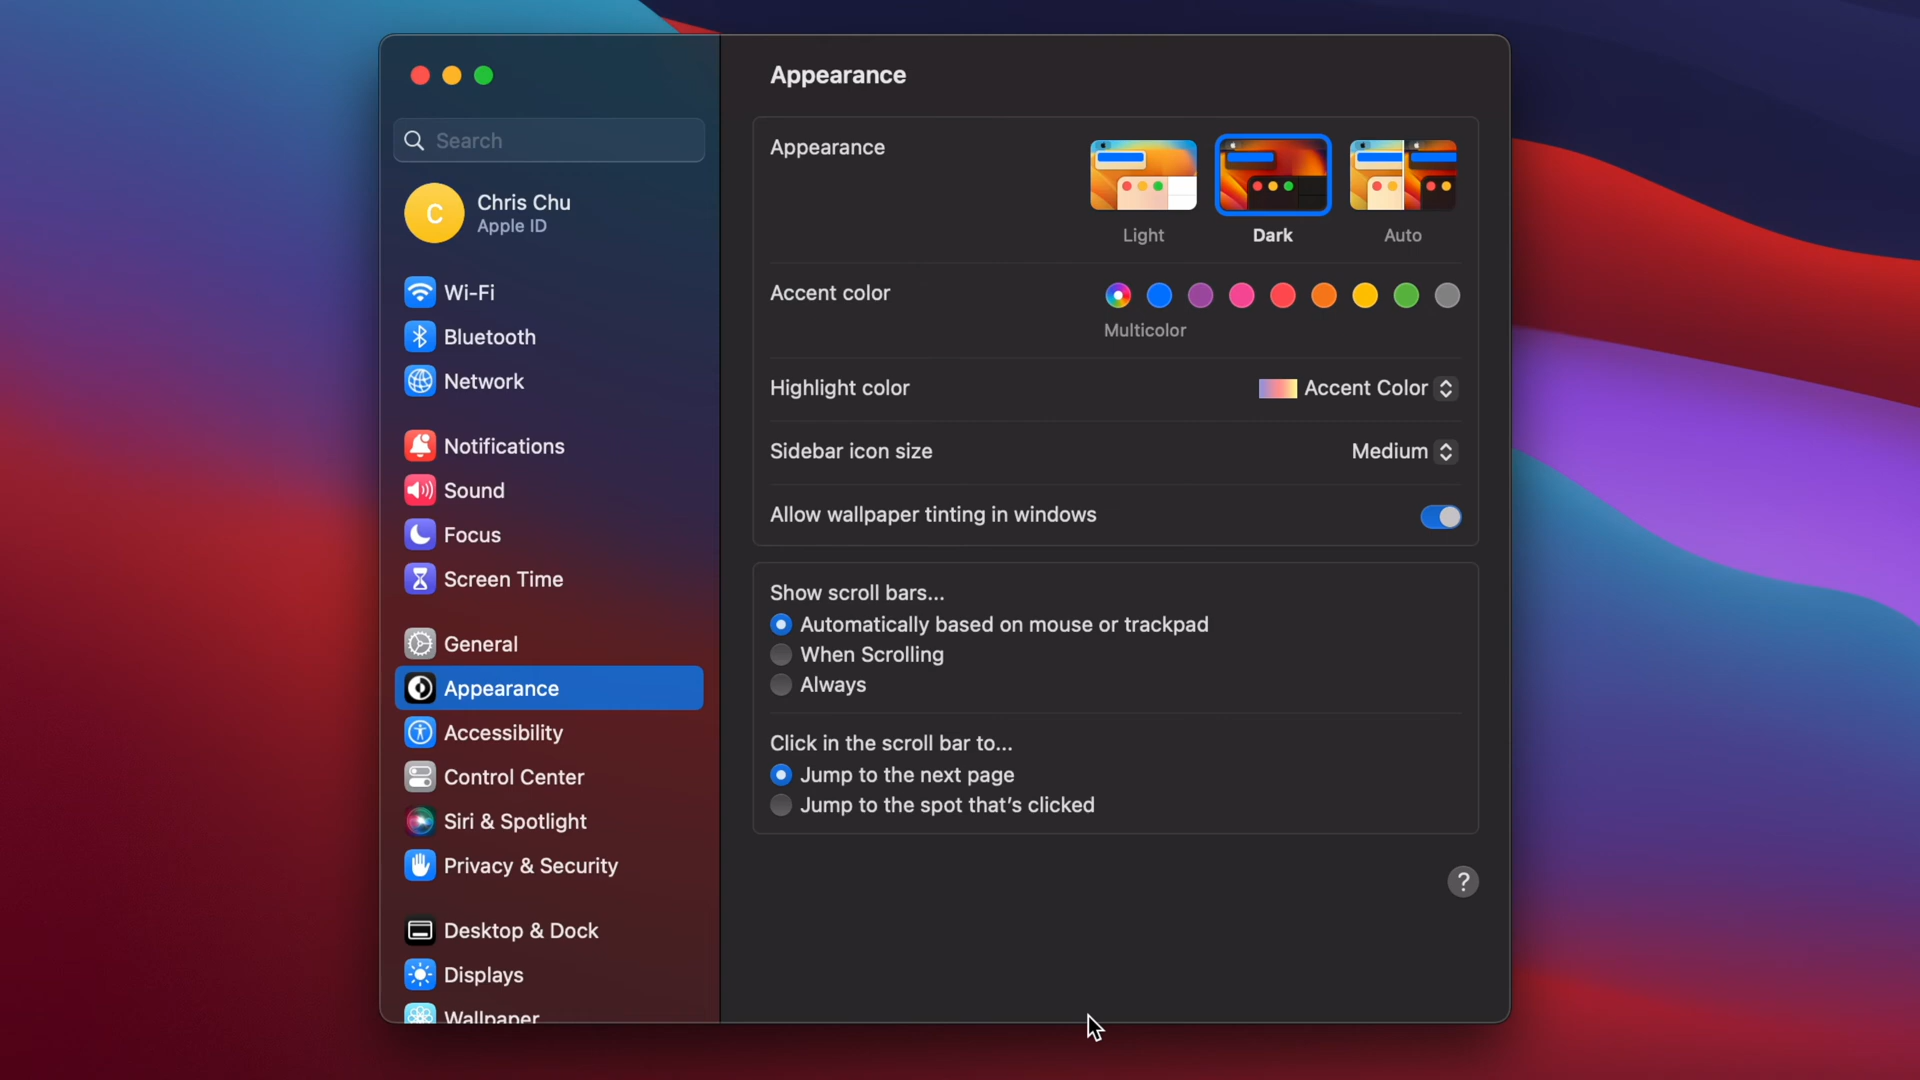 Search
C
Chris Chu
Apple ID
Wi-Fi
Bluetooth
Network
Notifications
Sound
Focus
Screen Time
General
Appearance
Accessibility
Control Center
Siri & Spotlight
Privacy & Security
Desktop & Dock
Displays
Wallpaper
Appearance
Appearance
Light
Dark
Auto
Accent color
Multicolor
Highlight color
Accent Color
Sidebar icon size
Medium
Allow wallpaper tinting in windows
Show scroll bars...
Automatically based on mouse or trackpad
When Scrolling
Always
Click in the scroll bar to...
Jump to the next page
Jump to the spot that's clicked
?